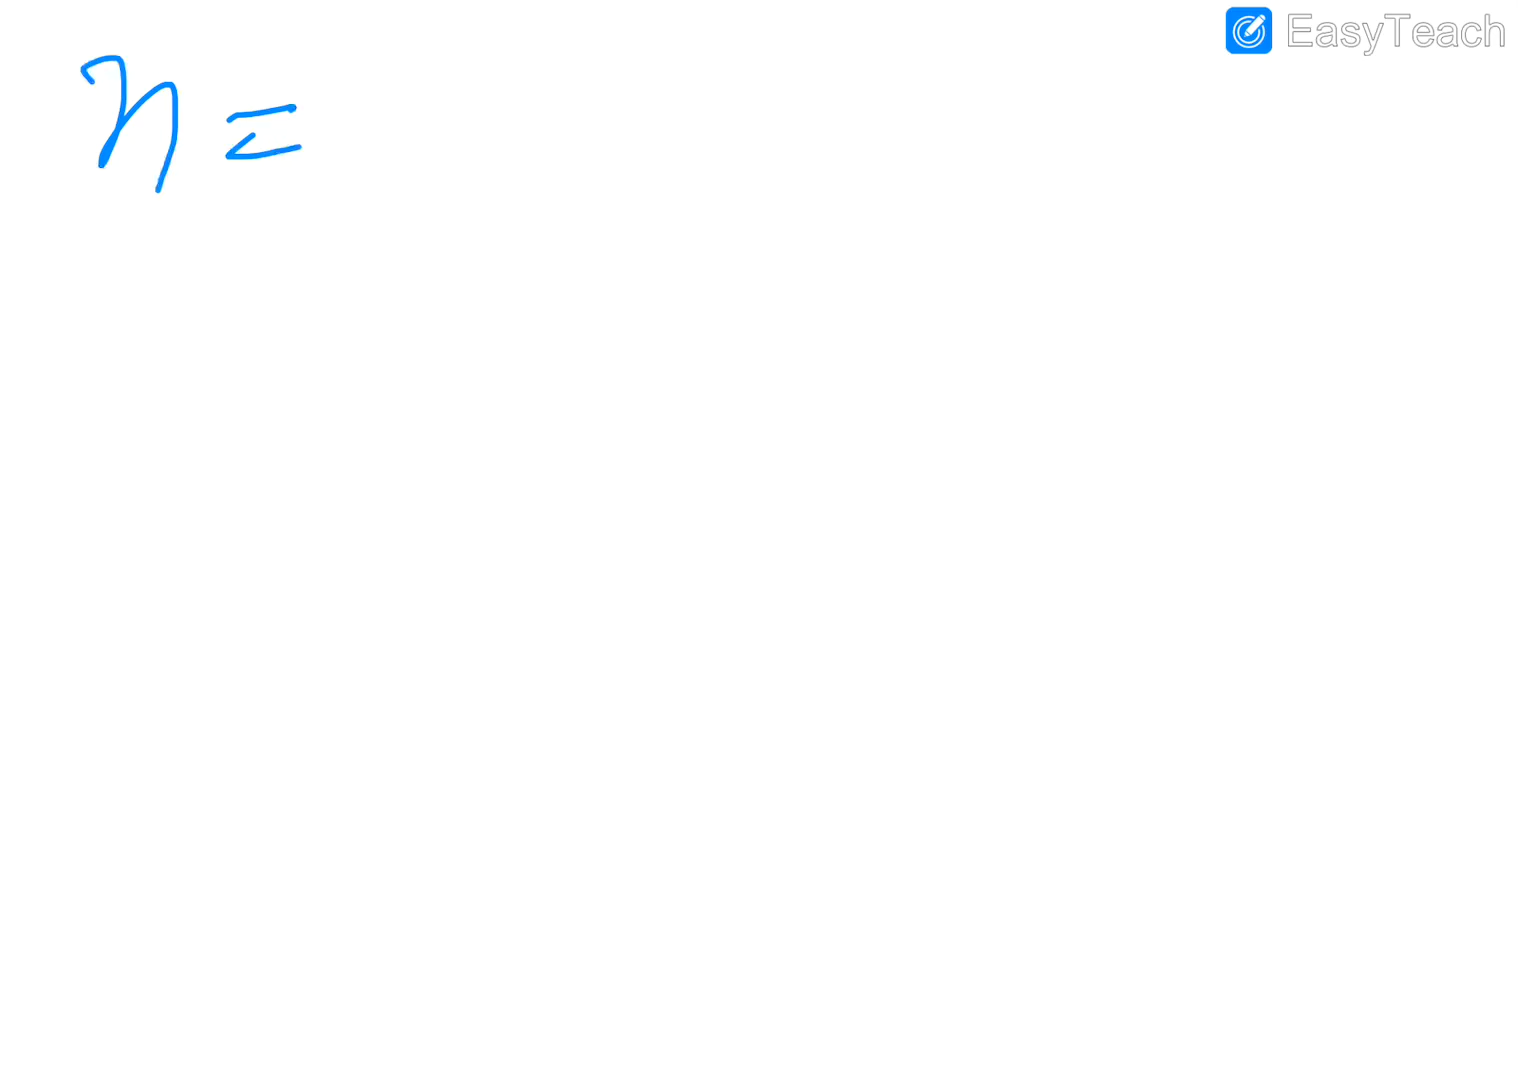 EasyTeach
η =